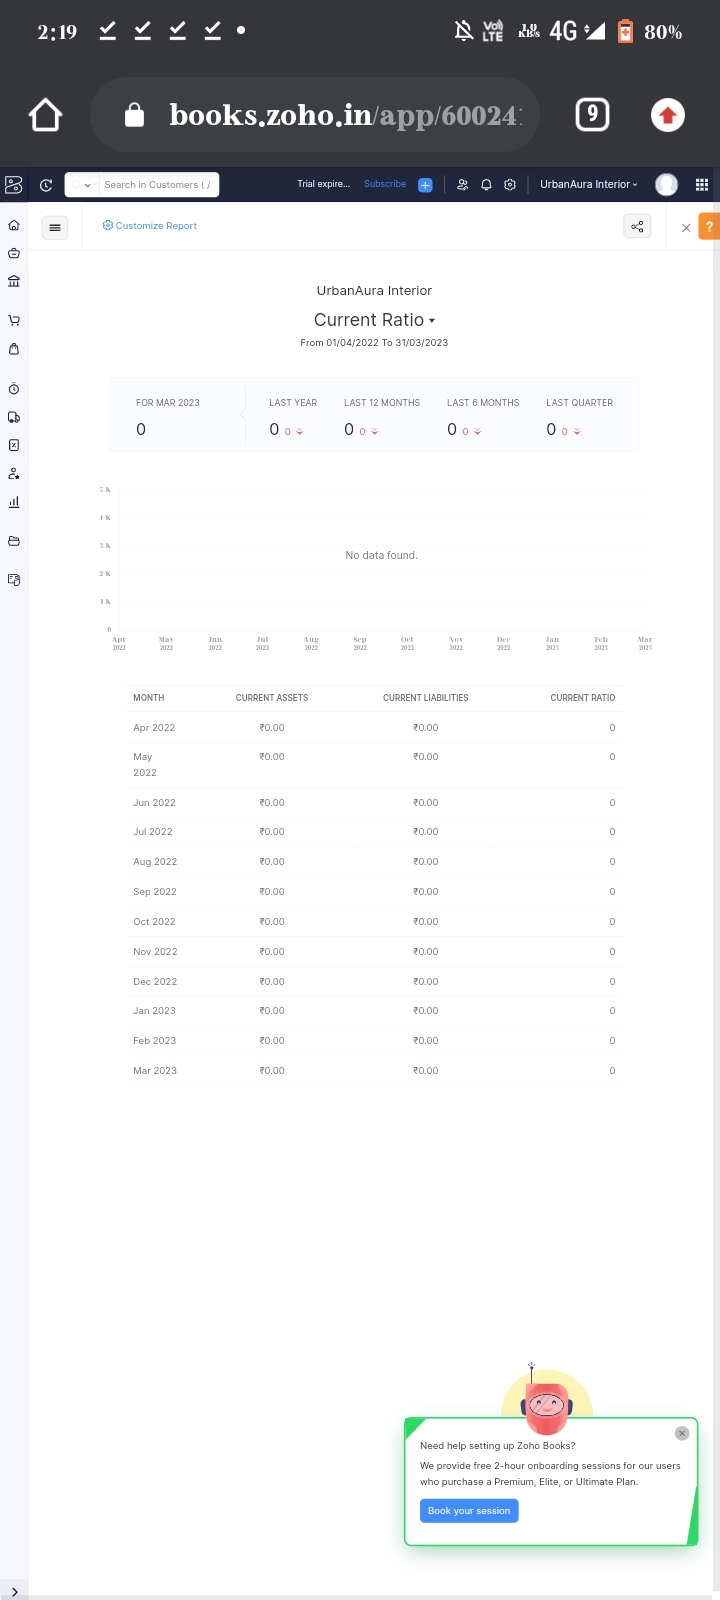 2:19 VoI) LTE 1.0 KB/s 4G 80%
books.zoho.in/app/60024
9
Search in Customers ( / Trial expire... Subscribe UrbanAura Interior
Customize Report
?
UrbanAura Interior
Current Ratio
From 01/04/2022 To 31/03/2023
FOR MAR 2023 LAST YEAR LAST 12 MONTHS LAST 6 MONTHS LAST QUARTER
0 0 0 0 0 0 0 0 0
5 K
4 K
3 K
No data found.
2 K
1 K
0
Apr 2022 May 2022 Jun 2022 Jul 2022 Aug 2022 Sep 2022 Oct 2022 Nov 2022 Dec 2022 Jan 2023 Feb 2023 Mar 2023
MONTH CURRENT ASSETS CURRENT LIABILITIES CURRENT RATIO
Apr 2022 ₹0.00 ₹0.00 0
May 2022 ₹0.00 ₹0.00 0
Jun 2022 ₹0.00 ₹0.00 0
Jul 2022 ₹0.00 ₹0.00 0
Aug 2022 ₹0.00 ₹0.00 0
Sep 2022 ₹0.00 ₹0.00 0
Oct 2022 ₹0.00 ₹0.00 0
Nov 2022 ₹0.00 ₹0.00 0
Dec 2022 ₹0.00 ₹0.00 0
Jan 2023 ₹0.00 ₹0.00 0
Feb 2023 ₹0.00 ₹0.00 0
Mar 2023 ₹0.00 ₹0.00 0
Need help setting up Zoho Books?
We provide free 2-hour onboarding sessions for our users
who purchase a Premium, Elite, or Ultimate Plan.
Book your session